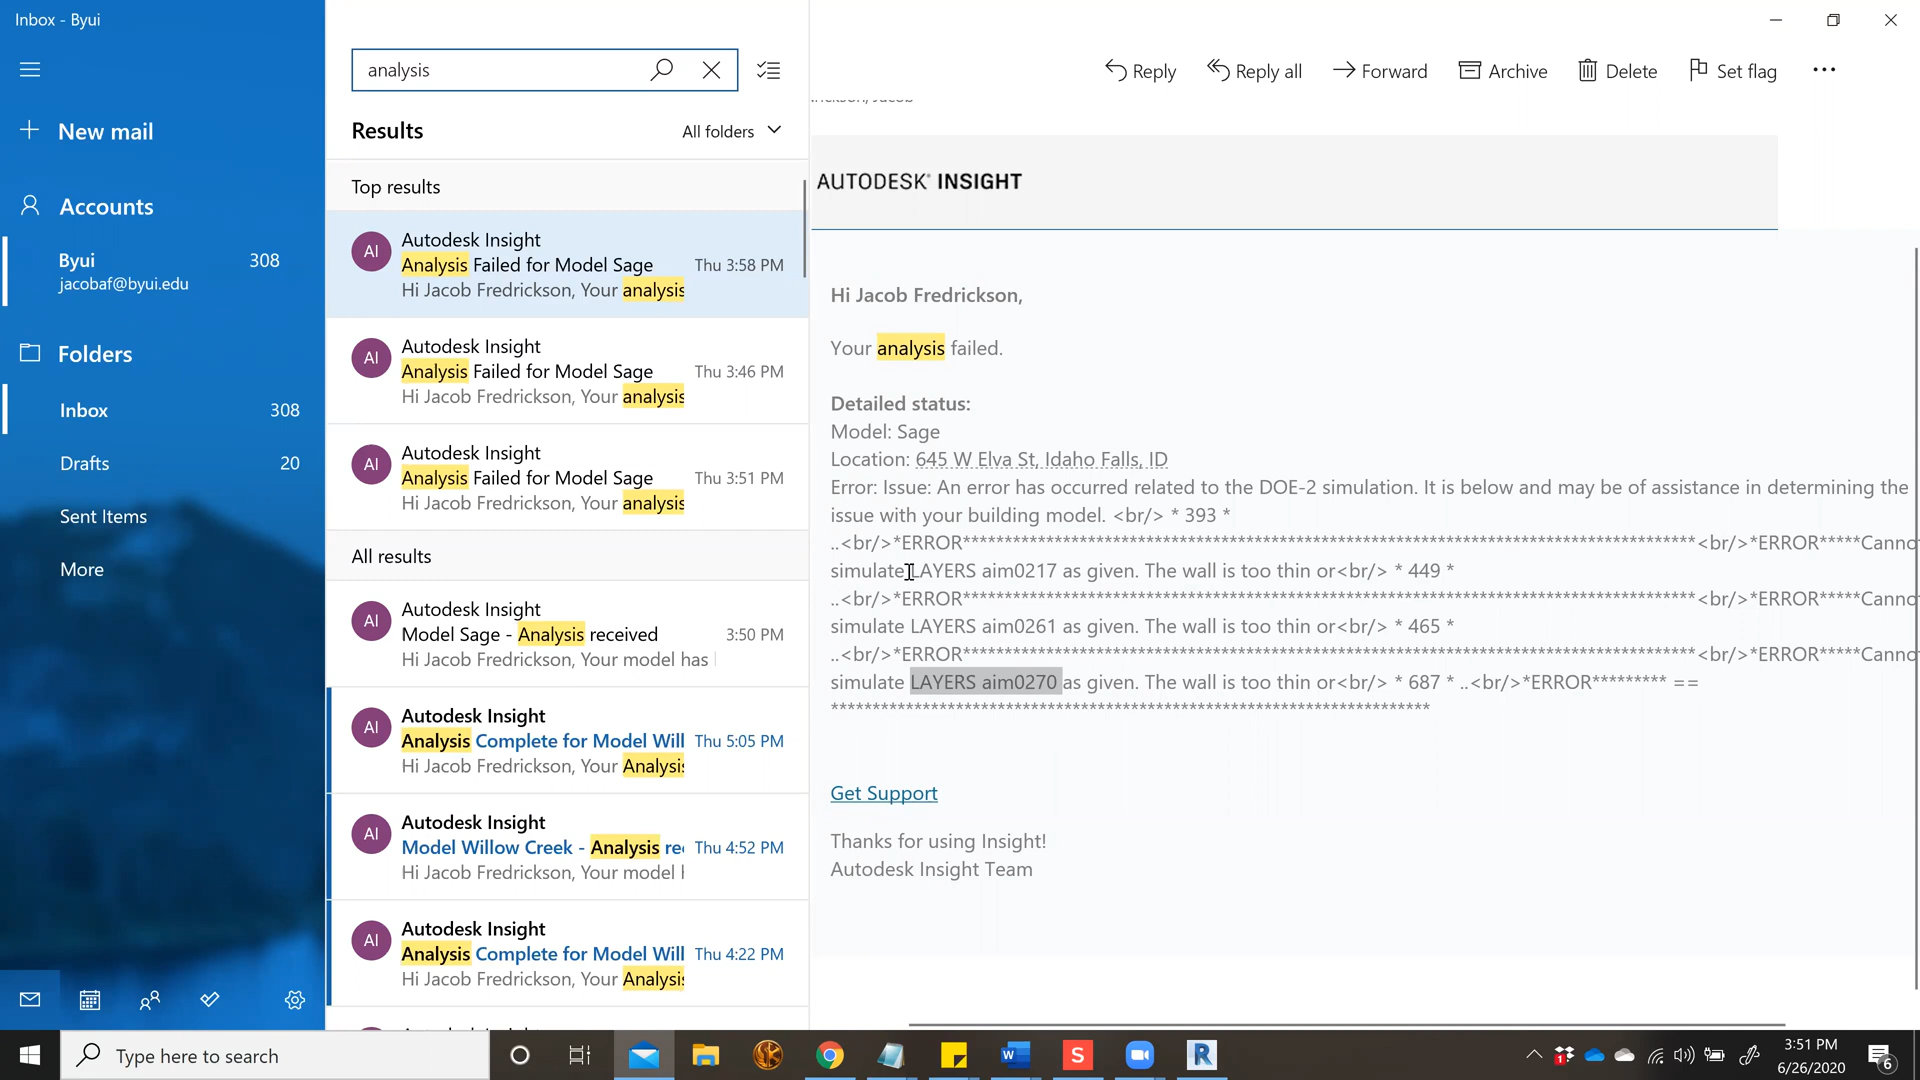 Inbox - Byui
New mail
Accounts
Byui 308
jacobaf@byui.edu
Folders
Inbox 308
Drafts 20
Sent Items
More
analysis
Results All folders
Top results
AI Autodesk Insight
Analysis Failed for Model Sage Thu 3:58 PM
Hi Jacob Fredrickson, Your analysis
AI Autodesk Insight
Analysis Failed for Model Sage Thu 3:46 PM
Hi Jacob Fredrickson, Your analysis
AI Autodesk Insight
Analysis Failed for Model Sage Thu 3:51 PM
Hi Jacob Fredrickson, Your analysis
All results
AI Autodesk Insight
Model Sage - Analysis received 3:50 PM
Hi Jacob Fredrickson, Your model has
AI Autodesk Insight
Analysis Complete for Model Will Thu 5:05 PM
Hi Jacob Fredrickson, Your Analysis
AI Autodesk Insight
Model Willow Creek - Analysis re Thu 4:52 PM
Hi Jacob Fredrickson, Your model
AI Autodesk Insight
Analysis Complete for Model Will Thu 4:22 PM
Hi Jacob Fredrickson, Your Analysis
Reply Reply all Forward Archive Delete Set flag
AUTODESK® INSIGHT
Hi Jacob Fredrickson,
Your analysis failed.
Detailed status:
Model: Sage
Location: 645 W Elva St, Idaho Falls, ID
Error: Issue: An error has occurred related to the DOE-2 simulation. It is below and may be of assistance in determining the
issue with your building model. <br/> * 393 *
..<br/>*ERROR****************************************************************************************<br/>*ERROR*****Canno
simulate LAYERS aim0217 as given. The wall is too thin or<br/> * 449 *
..<br/>*ERROR****************************************************************************************<br/>*ERROR*****Canno
simulate LAYERS aim0261 as given. The wall is too thin or<br/> * 465 *
..<br/>*ERROR****************************************************************************************<br/>*ERROR*****Canno
simulate LAYERS aim0270 as given. The wall is too thin or<br/> * 687 * ..<br/>*ERROR********* ==
************************************************************************
Get Support
Thanks for using Insight!
Autodesk Insight Team
Type here to search
W S R 1
3:51 PM
6/26/2020
6